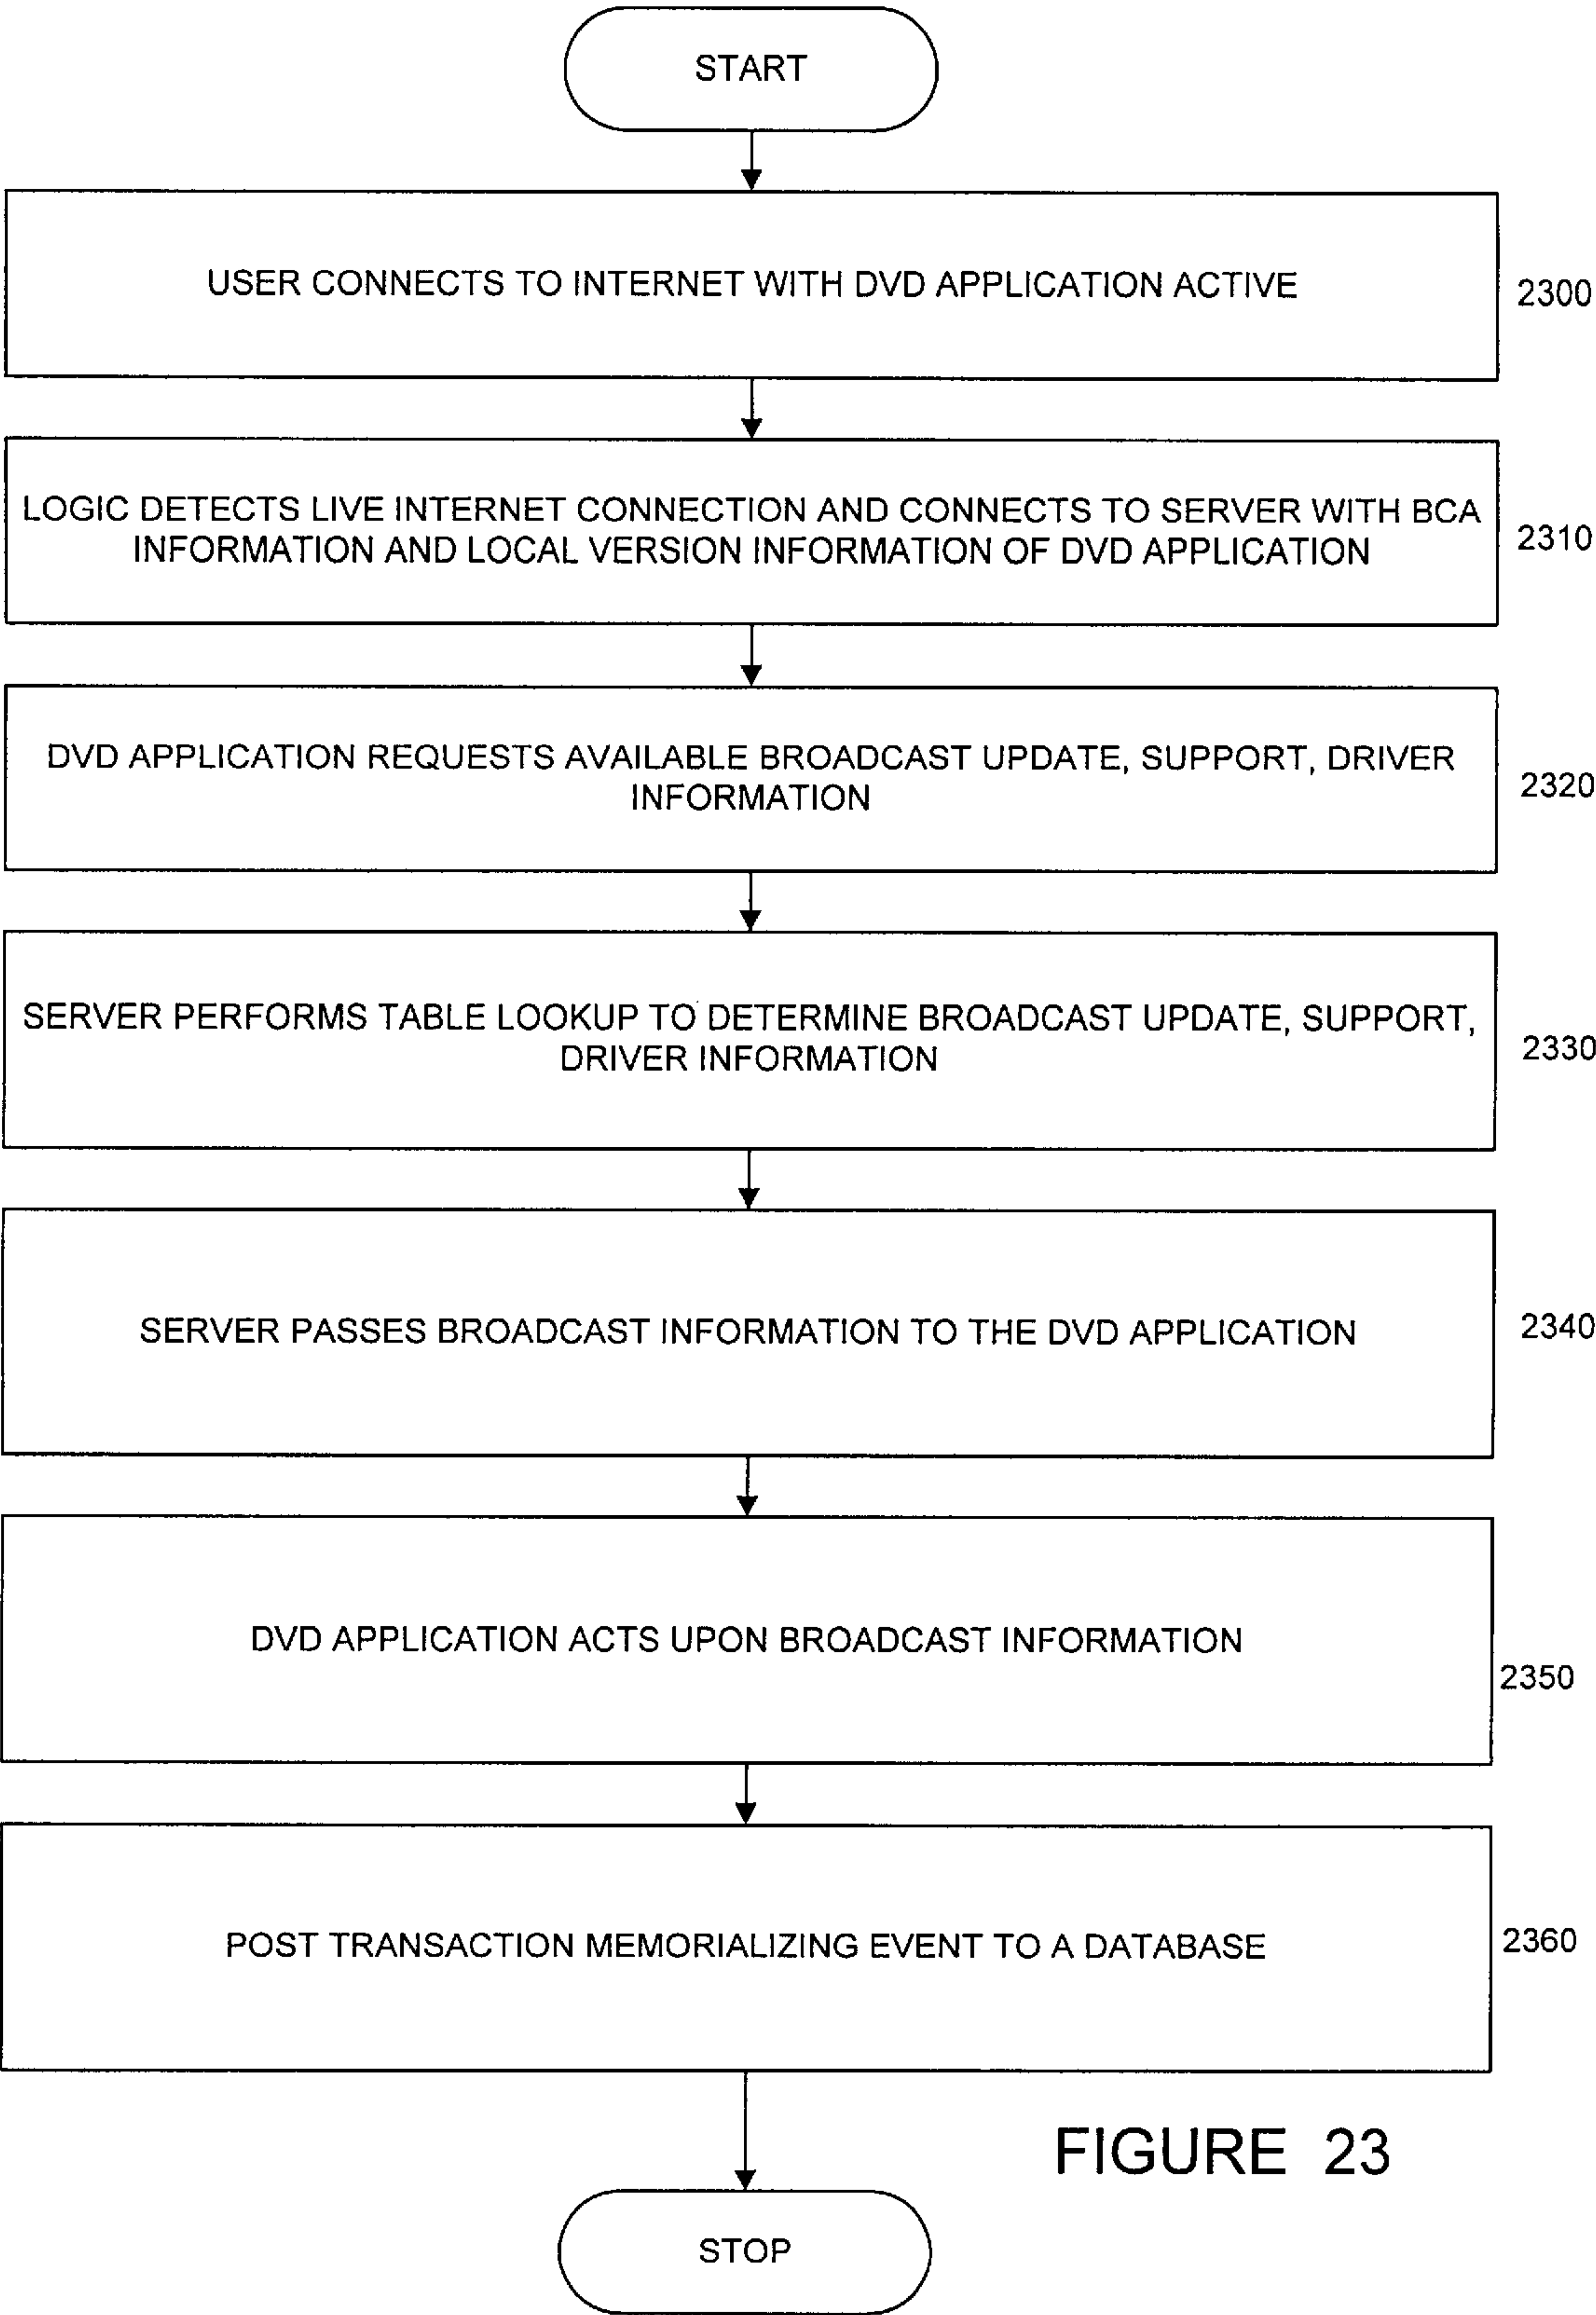 START
USER CONNECTS TO INTERNET WITH DVD APPLICATION ACTIVE
2300
LOGIC DETECTS LIVE INTERNET CONNECTION AND CONNECTS TO SERVER WITH BCA
INFORMATION AND LOCAL VERSION INFORMATION OF DVD APPLICATION
2310
DVD APPLICATION REQUESTS AVAILABLE BROADCAST UPDATE, SUPPORT, DRIVER
INFORMATION
2320
SERVER PERFORMS TABLE LOOKUP TO DETERMINE BROADCAST UPDATE, SUPPORT,
DRIVER INFORMATION
2330
SERVER PASSES BROADCAST INFORMATION TO THE DVD APPLICATION
2340
DVD APPLICATION ACTS UPON BROADCAST INFORMATION
2350
POST TRANSACTION MEMORIALIZING EVENT TO A DATABASE
2360
FIGURE 23
STOP